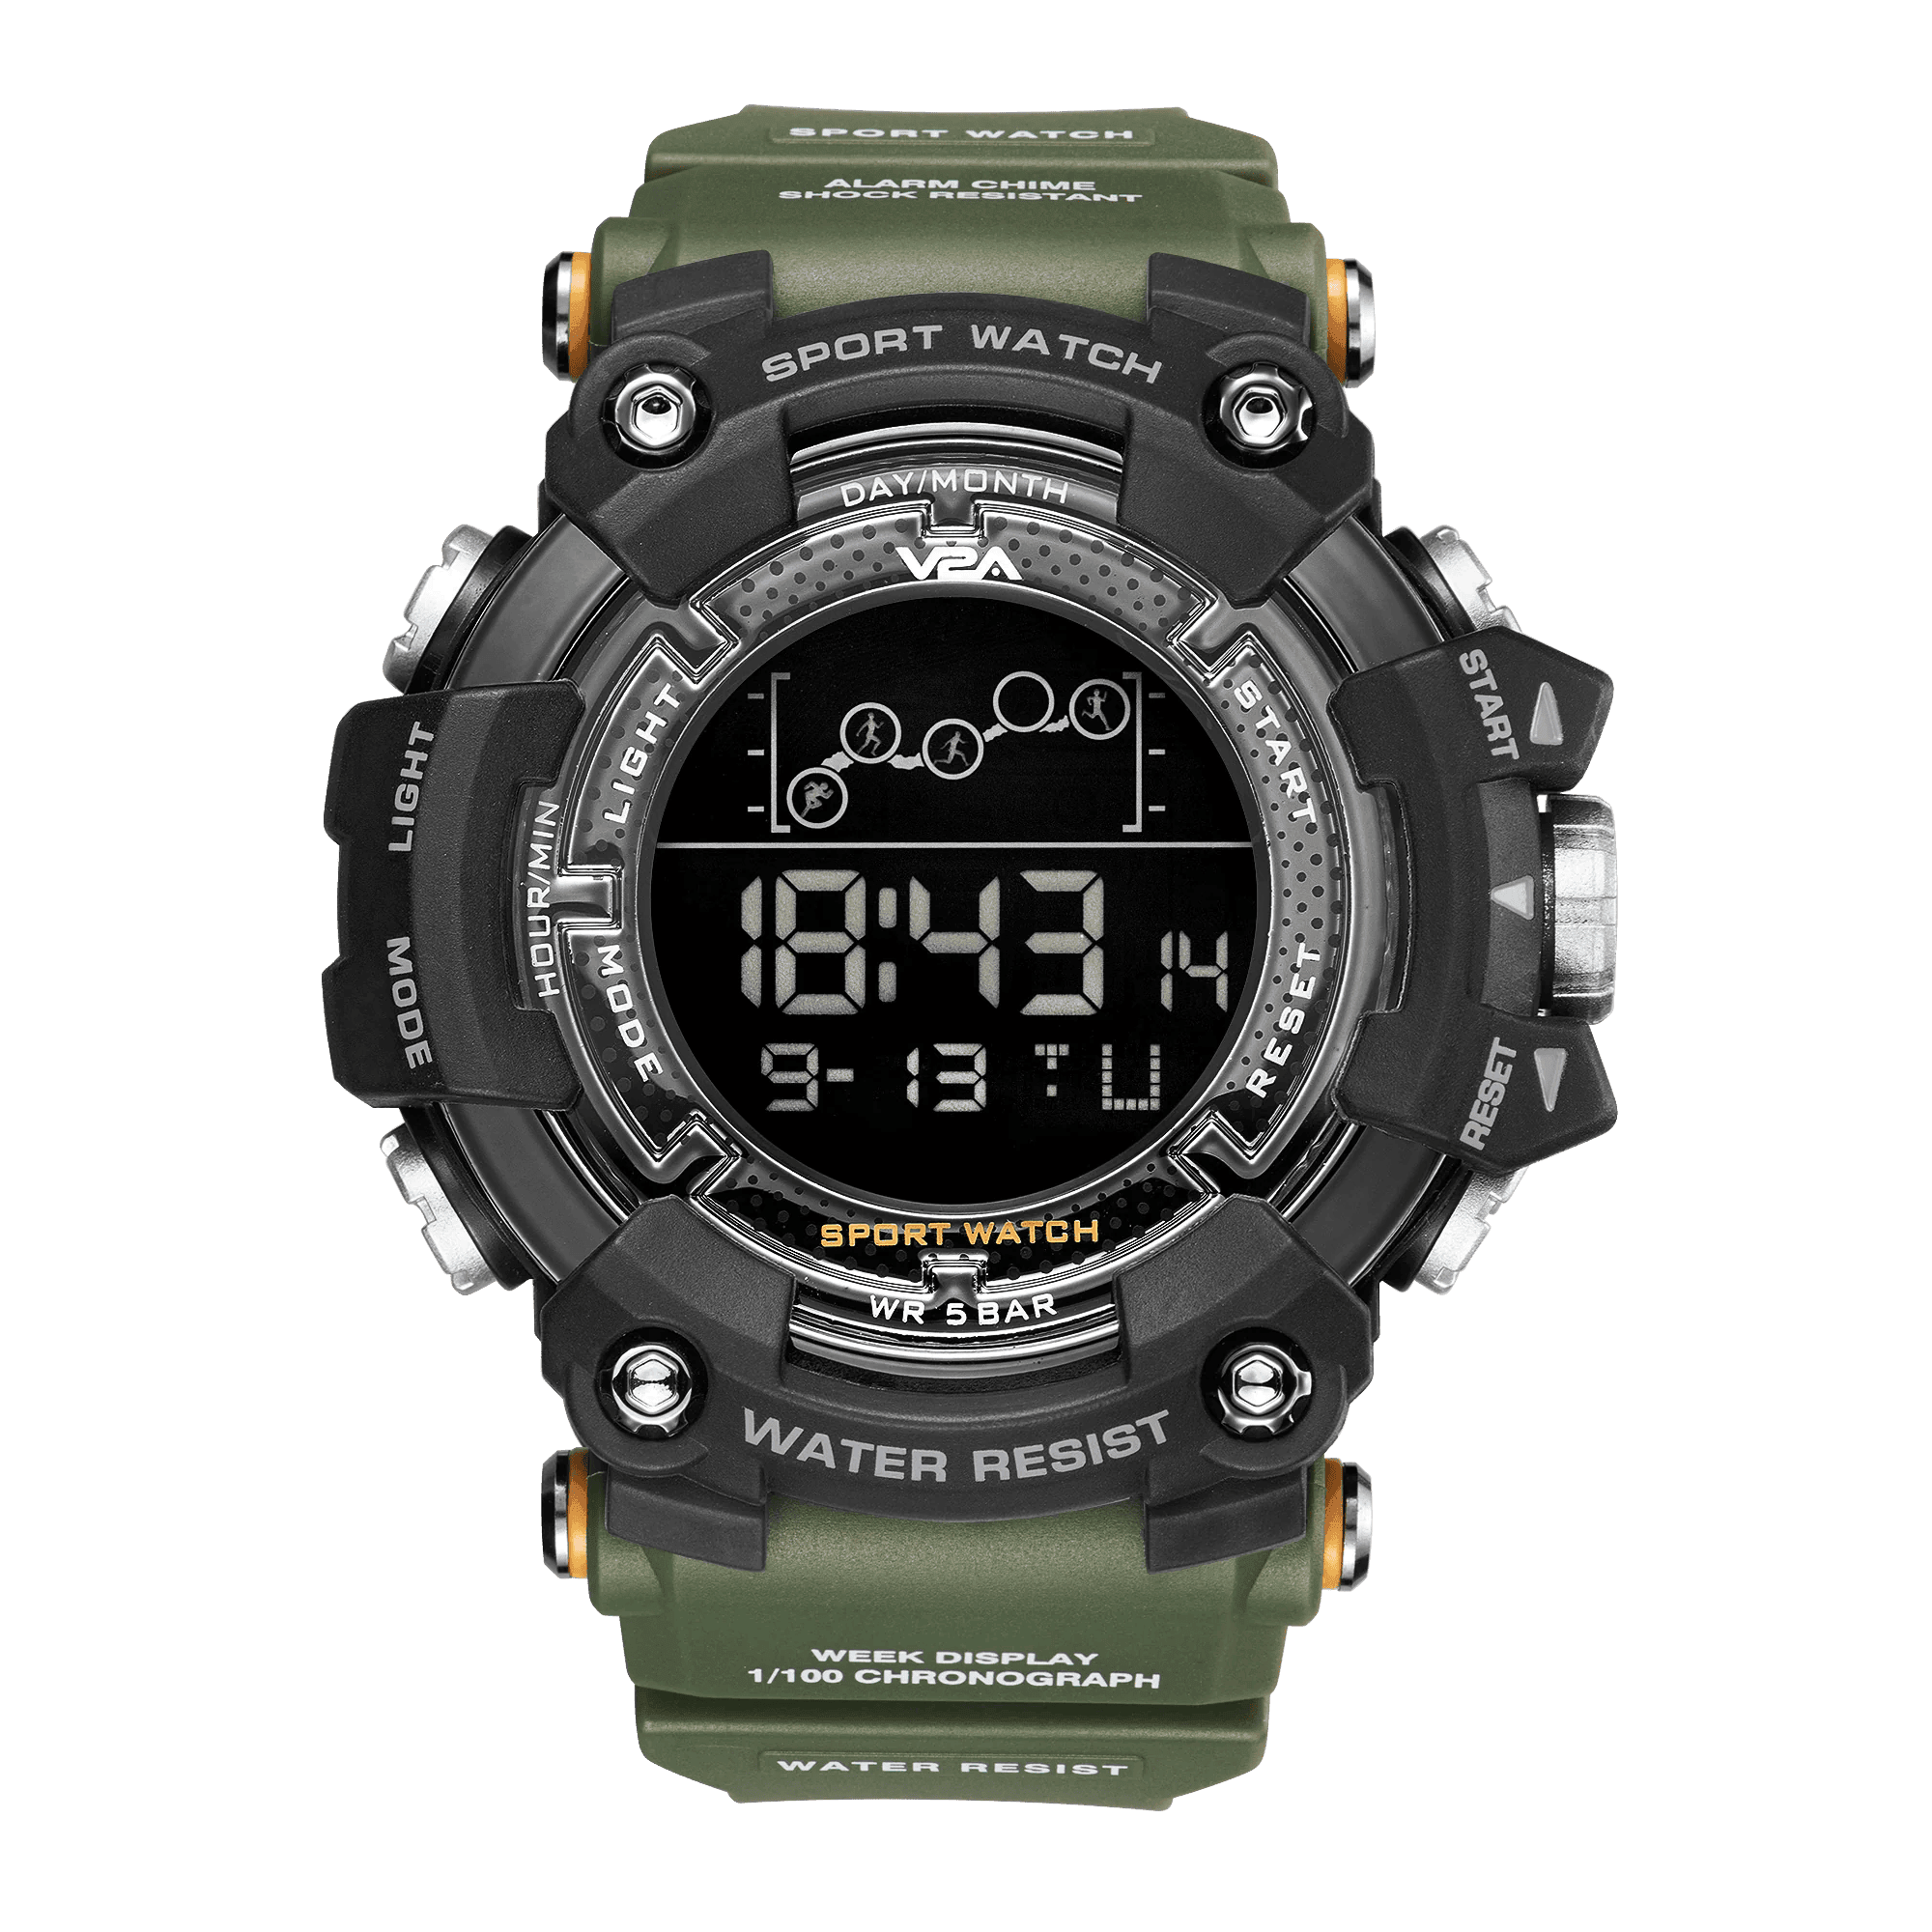 SPORT WATCH
ALARM CHIME
SHOCK RESISTANT
SPORT WATCH
DAY/MONTH
V2A
LIGHT
LIGHT
START
START
HOUR/MIN
18:43 14
MODE
MODE
RESET
RESET
9-13 TU
SPORT WATCH
WR 5 BAR
WATER RESIST
WEEK DISPLAY
1/100 CHRONOGRAPH
WATER RESIST